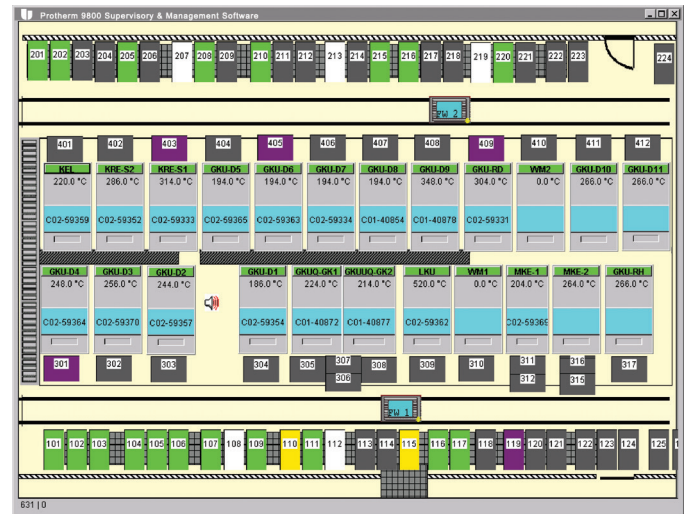 Protherm 9800 Supervisory & Management Software
201 202 203 204 205 206 207 208 209 210 211 212 213 214 215 216 217 218 219 220 221 222 223 224
PW 2
401 402 403 404 405 406 407 408 409 410 411 412
KEL KRE-S2 KRE-S1 GKU-D5 GKU-D6 GKU-D7 GKU-D8 GKU-D9 GKU-RD WM2 GKU-D10 GKU-D11
220.0 °C 286.0 °C 314.0 °C 194.0 °C 194.0 °C 194.0 °C 194.0 °C 348.0 °C 304.0 °C 0.0 °C 266.0 °C 266.0 °C
C02-59359 C02-59352 C02-59333 C02-59365 C02-59363 C02-59334 C01-40854 C01-40878 C02-59331
GKU-D4 GKU-D3 GKU-D2 GKU-D1 GKUQ-GK1 GKUUQ-GK2 LKU WM1 MKE-1 MKE-2 GKU-RH
248.0 °C 256.0 °C 244.0 °C 186.0 °C 224.0 °C 214.0 °C 520.0 °C 0.0 °C 204.0 °C 264.0 °C 266.0 °C
C02-59364 C02-59370 C02-59357 C02-59354 C01-40872 C01-40877 C02-59362 C02-59369
301 302 303 304 305 307 308 309 310 311 316 317
306 312 315
PW 1
101 102 103 104 105 106 107 108 109 110 111 112 113 114 115 116 117 118 119 120 121 122 123 124 125
631 | 0